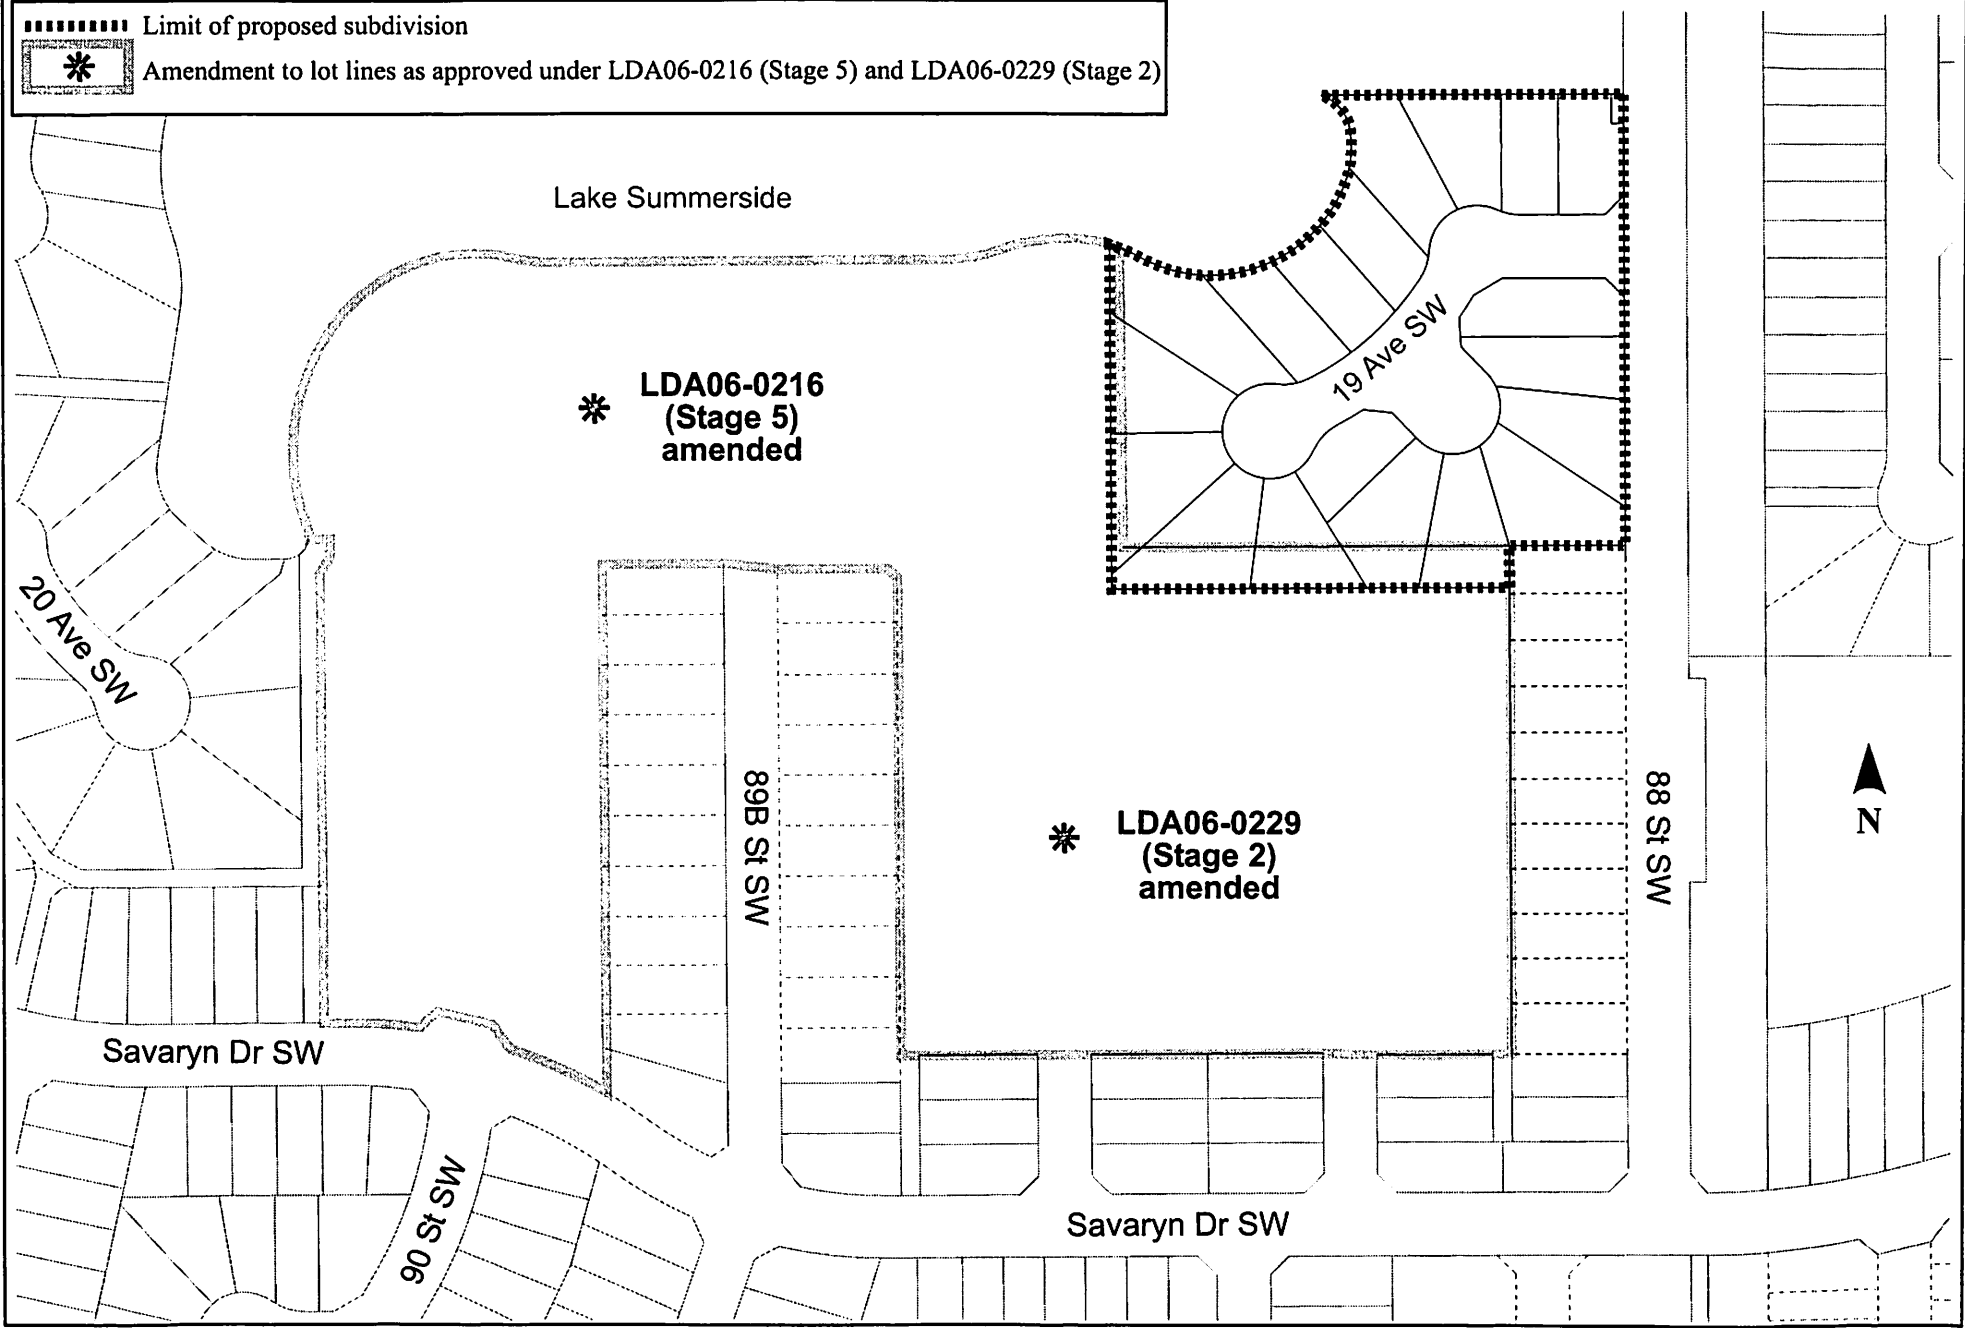 Limit of proposed subdivision
Amendment to lot lines as approved under LDA06-0216 (Stage 5) and LDA06-0229 (Stage 2)
Lake Summerside
19 Ave SW
LDA06-0216
(Stage 5)
amended
20 Ave SW
89B St SW
LDA06-0229
(Stage 2)
amended
88 St SW
N
Savaryn Dr SW
90 St SW
Savaryn Dr SW